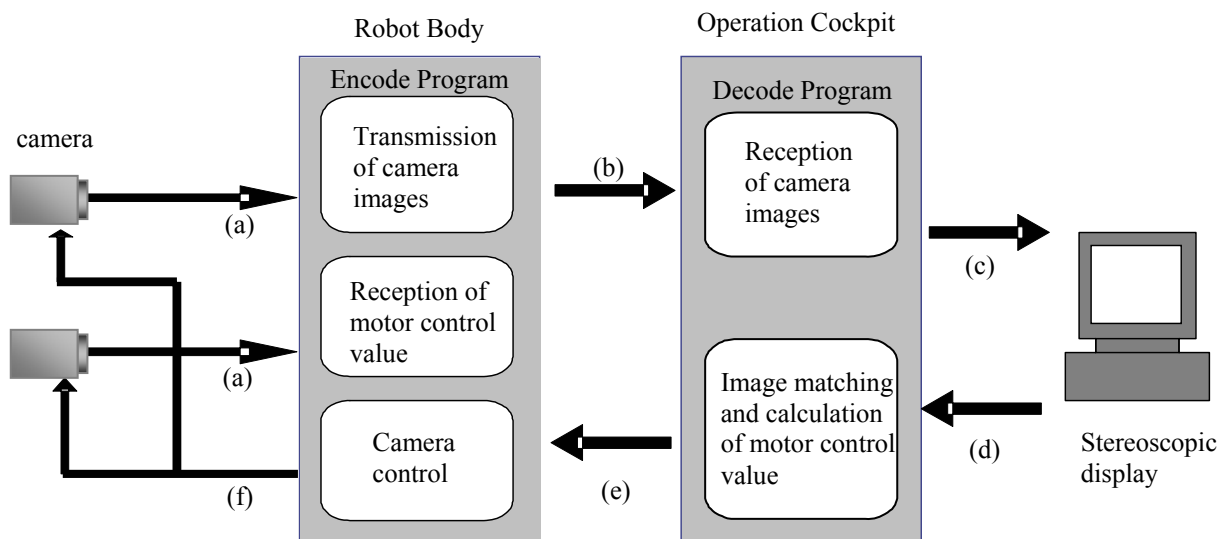 Robot Body
Operation Cockpit
Encode Program
Decode Program
camera
Transmission
of camera
images
(a)
(b)
Reception
of camera
images
(c)
Reception of
motor control
value
(a)
Image matching
and calculation
of motor control
value
(d)
Stereoscopic
display
Camera
control
(e)
(f)